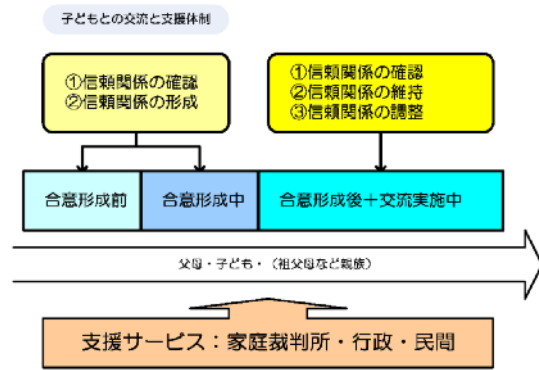 子どもとの交流と支援体制
①信頼関係の確認
②信頼関係の形成
①信頼関係の確認
②信頼関係の維持
③信頼関係の調整
合意形成前
合意形成中
合意形成後＋交流実施中
父母・子ども・（祖父母など親族）
支援サービス：家庭裁判所・行政・民間